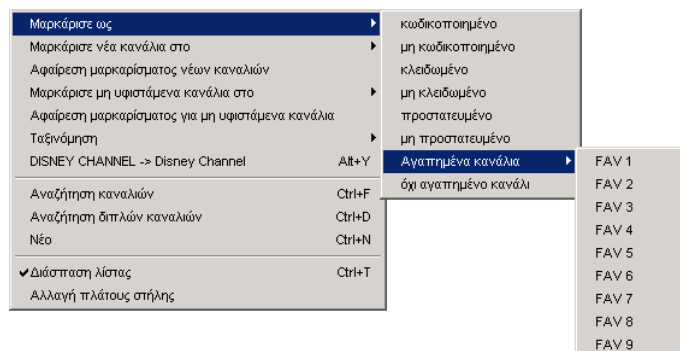 Μαρκάρισε ως
Μαρκάρισε νέα κανάλια στο
Αφαίρεση μαρκαρίσματος νέων καναλιών
Μαρκάρισε μη υφιστάμενα κανάλια στο
Αφαίρεση μαρκαρίσματος για μη υφιστάμενα κανάλια
Ταξινόμηση
DISNEY CHANNEL -> Disney Channel Alt+Y
Αναζήτηση καναλιών Ctrl+F
Αναζήτηση διπλών καναλιών Ctrl+D
Νέο Ctrl+N
Διάσπαση λίστας Ctrl+T
Αλλαγή πλάτους στήλης
κωδικοποιημένο
μη κωδικοποιημένο
κλειδωμένο
μη κλειδωμένο
προστατευμένο
μη προστατευμένο
Αγαπημένα κανάλια
όχι αγαπημένο κανάλι
FAV 1
FAV 2
FAV 3
FAV 4
FAV 5
FAV 6
FAV 7
FAV 8
FAV 9